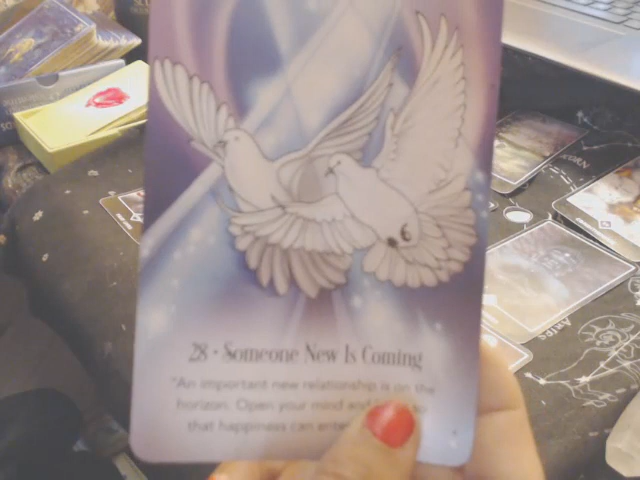 28 · Someone New Is Coming
"An important new relationship is on the
horizon. Open your mind and
that happiness can